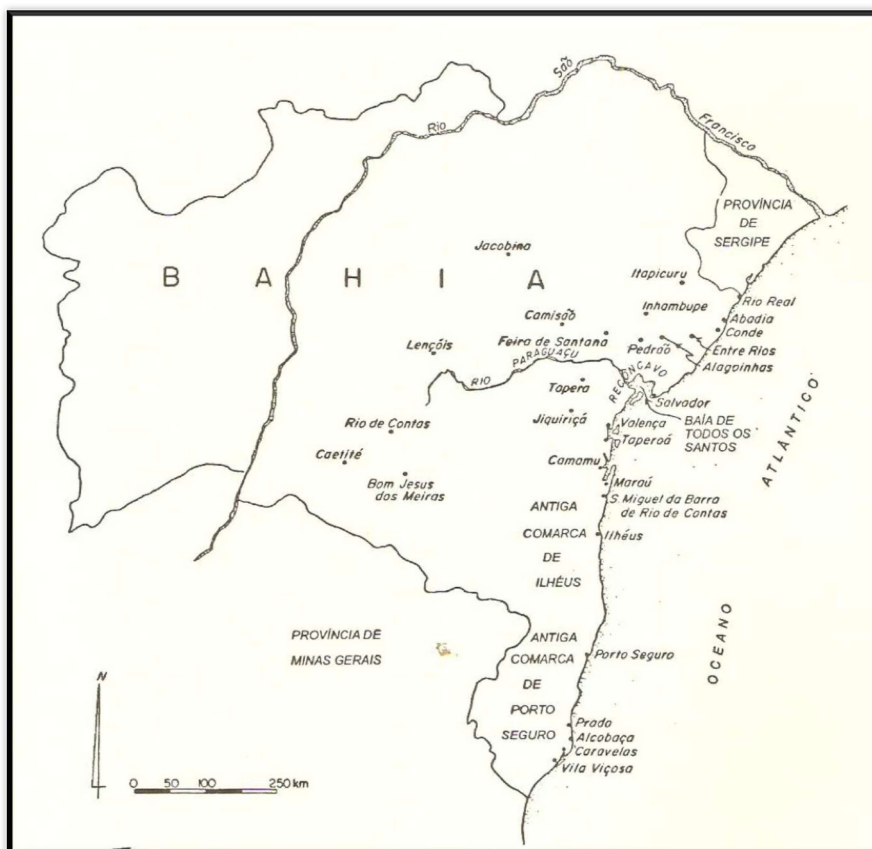 Rio
São
Francisco
PROVÍNCIA
DE
SERGIPE
Jacobina
B A H I A
Itapicuru
Rio Real
Inhambupe
Abadia
Camisão
Conde
Feira de Santana
Entre Rios
Lençóis
Pedrão
Alagoinhas
RIO
PARAGUAÇU
RECÔNCAVO
Tapera
Salvador
Jiquiriçá
Valença
BAÍA DE
TODOS OS
SANTOS
Rio de Contas
Taperoá
Caetité
Camamu
Bom Jesus
dos Meiras
Maraú
S. Miguel da Barra
de Rio de Contas
ANTIGA
COMARCA
DE
ILHÉUS
Ilhéus
OCEANO
ATLÂNTICO
PROVÍNCIA DE
MINAS GERAIS
ANTIGA
COMARCA
DE
PORTO
SEGURO
Porto Seguro
Prado
Alcobaça
Caravelas
Vila Viçosa
N
0 50 100 250 km